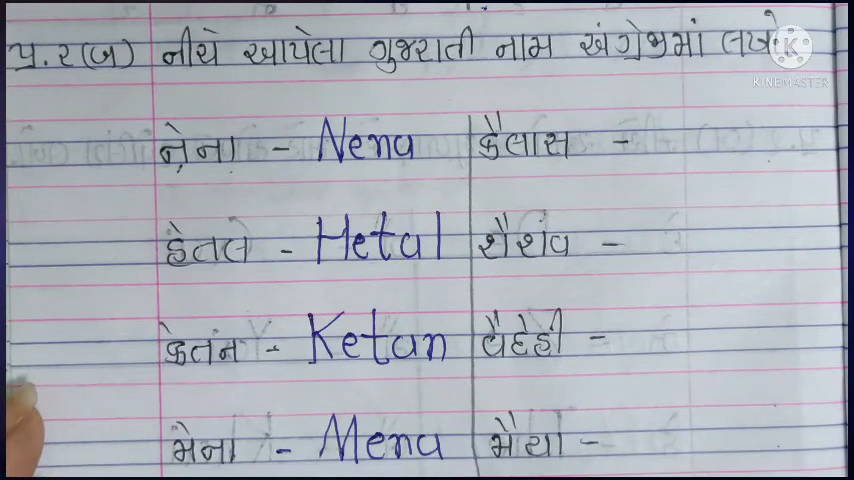 પ્ર. ૨ (બ) નીચે આપેલા ગુજરાતી નામ અંગ્રેજીમાં લખો.
KINEMASTER
નેના - Nena કૈલાસ -
હેતલ - Hetal શૈશવ -
કેતન - Ketan વૈદેહી -
મેના - Mena મૈયા -